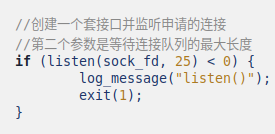 //创建一个套接口并监听申请的连接
//第二个参数是等待连接队列的最大长度
if (listen(sock_fd, 25) < 0) {
        log_message("listen()");
        exit(1);
}